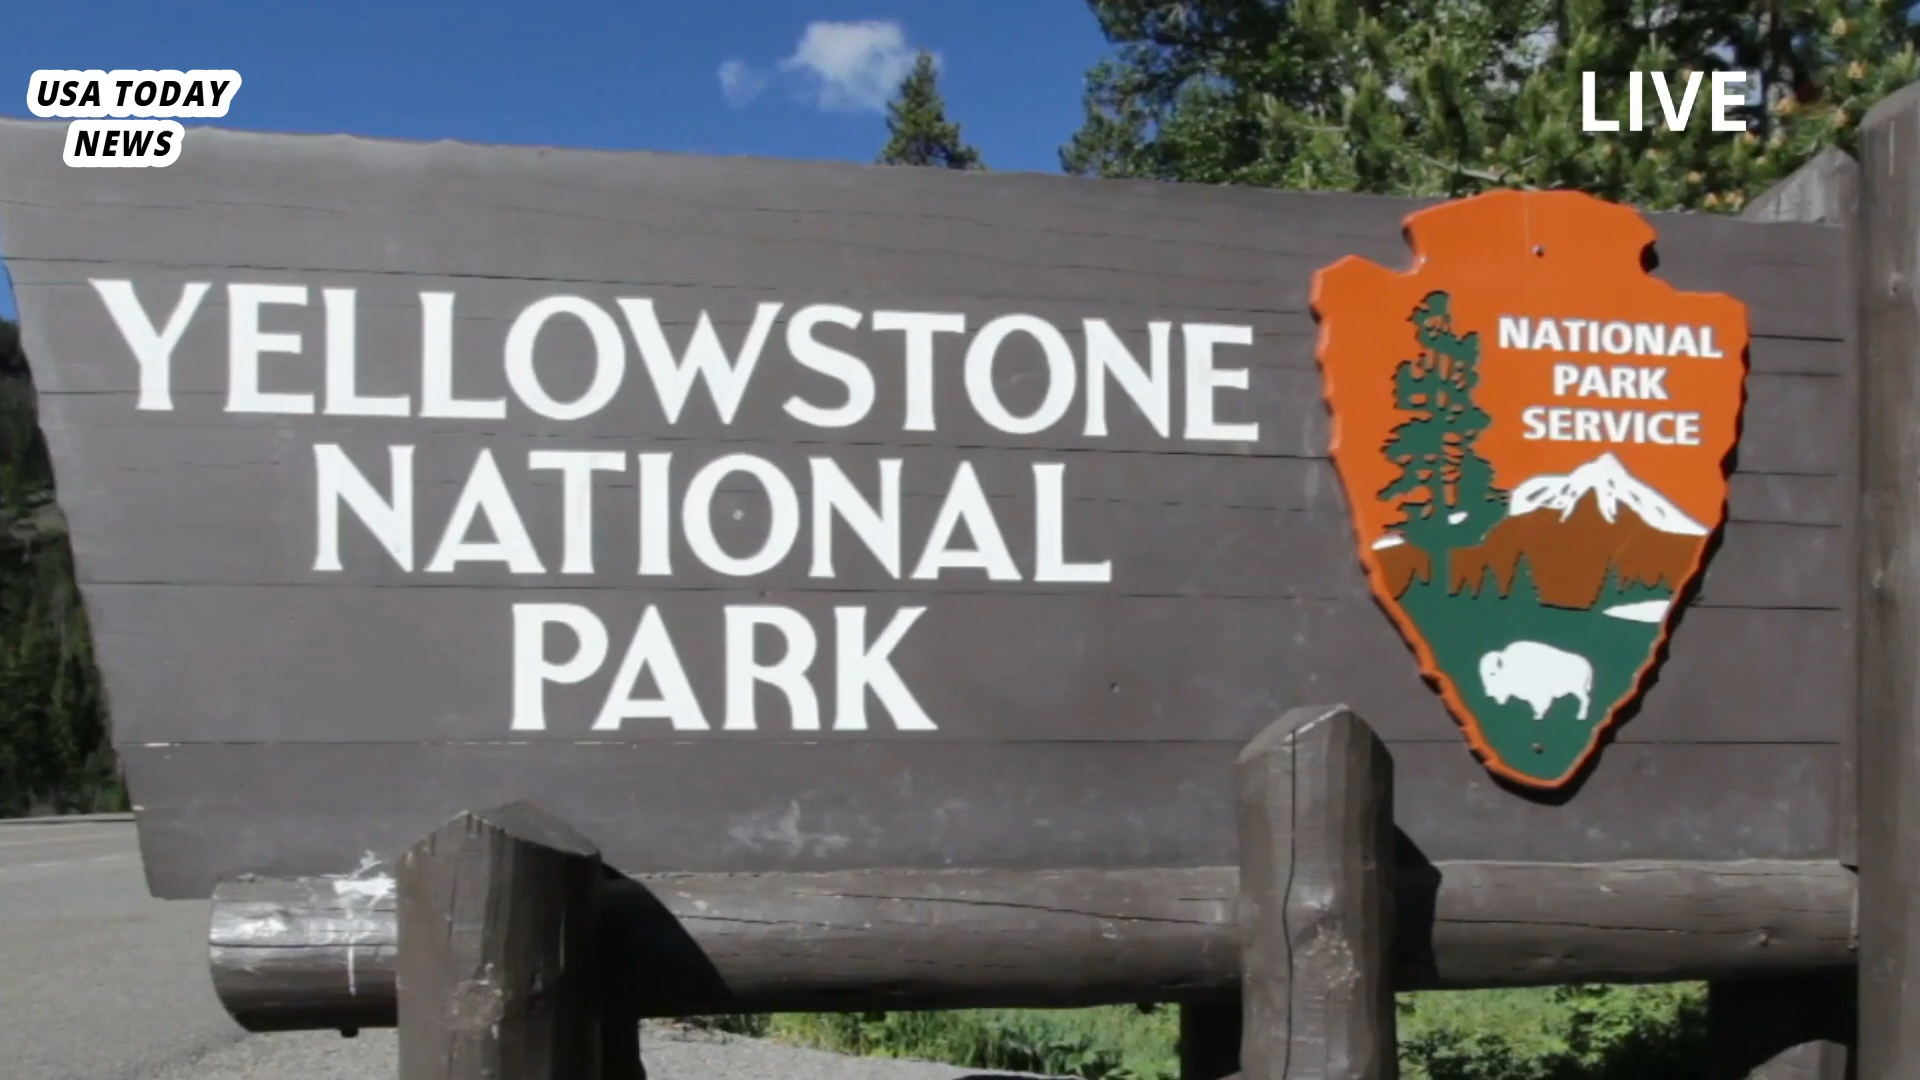 USA TODAY
NEWS
LIVE
YELLOWSTONE
NATIONAL
PARK
NATIONAL
PARK
SERVICE